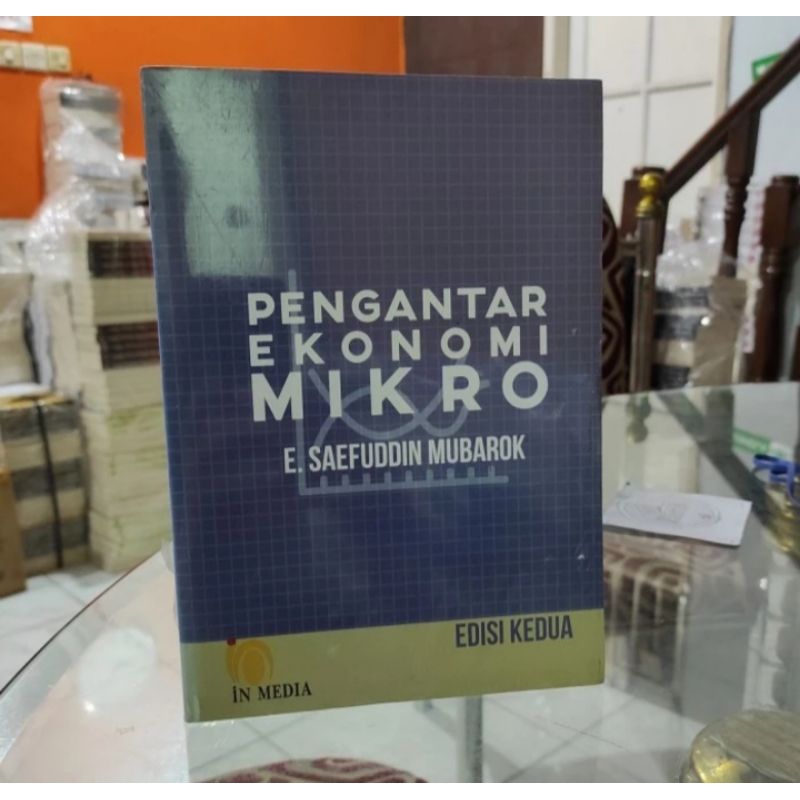 PENGANTAR
EKONOMI
MIKRO
E. SAEFUDDIN MUBAROK
EDISI KEDUA
iN MEDIA